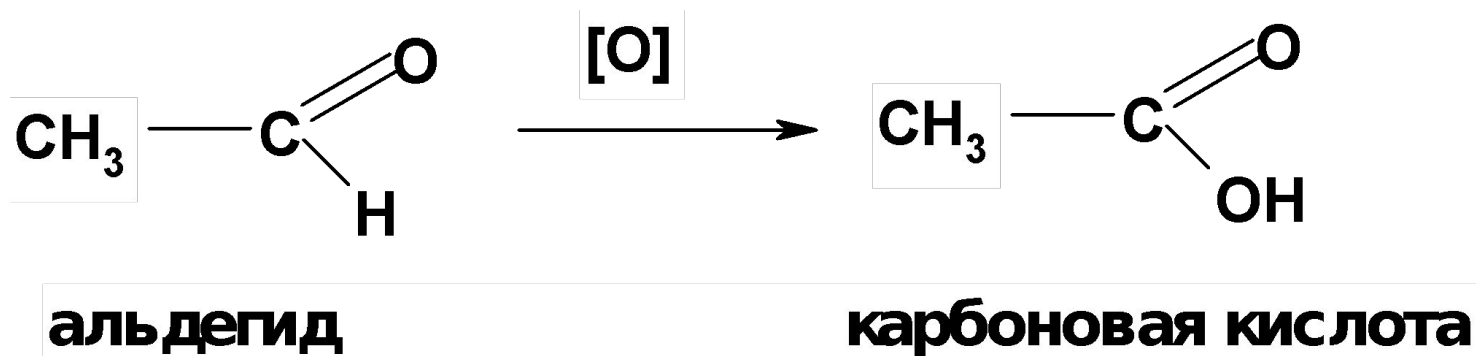 [O]
CH₃ C O H
CH₃ C O OH
альдегид
карбоновая кислота